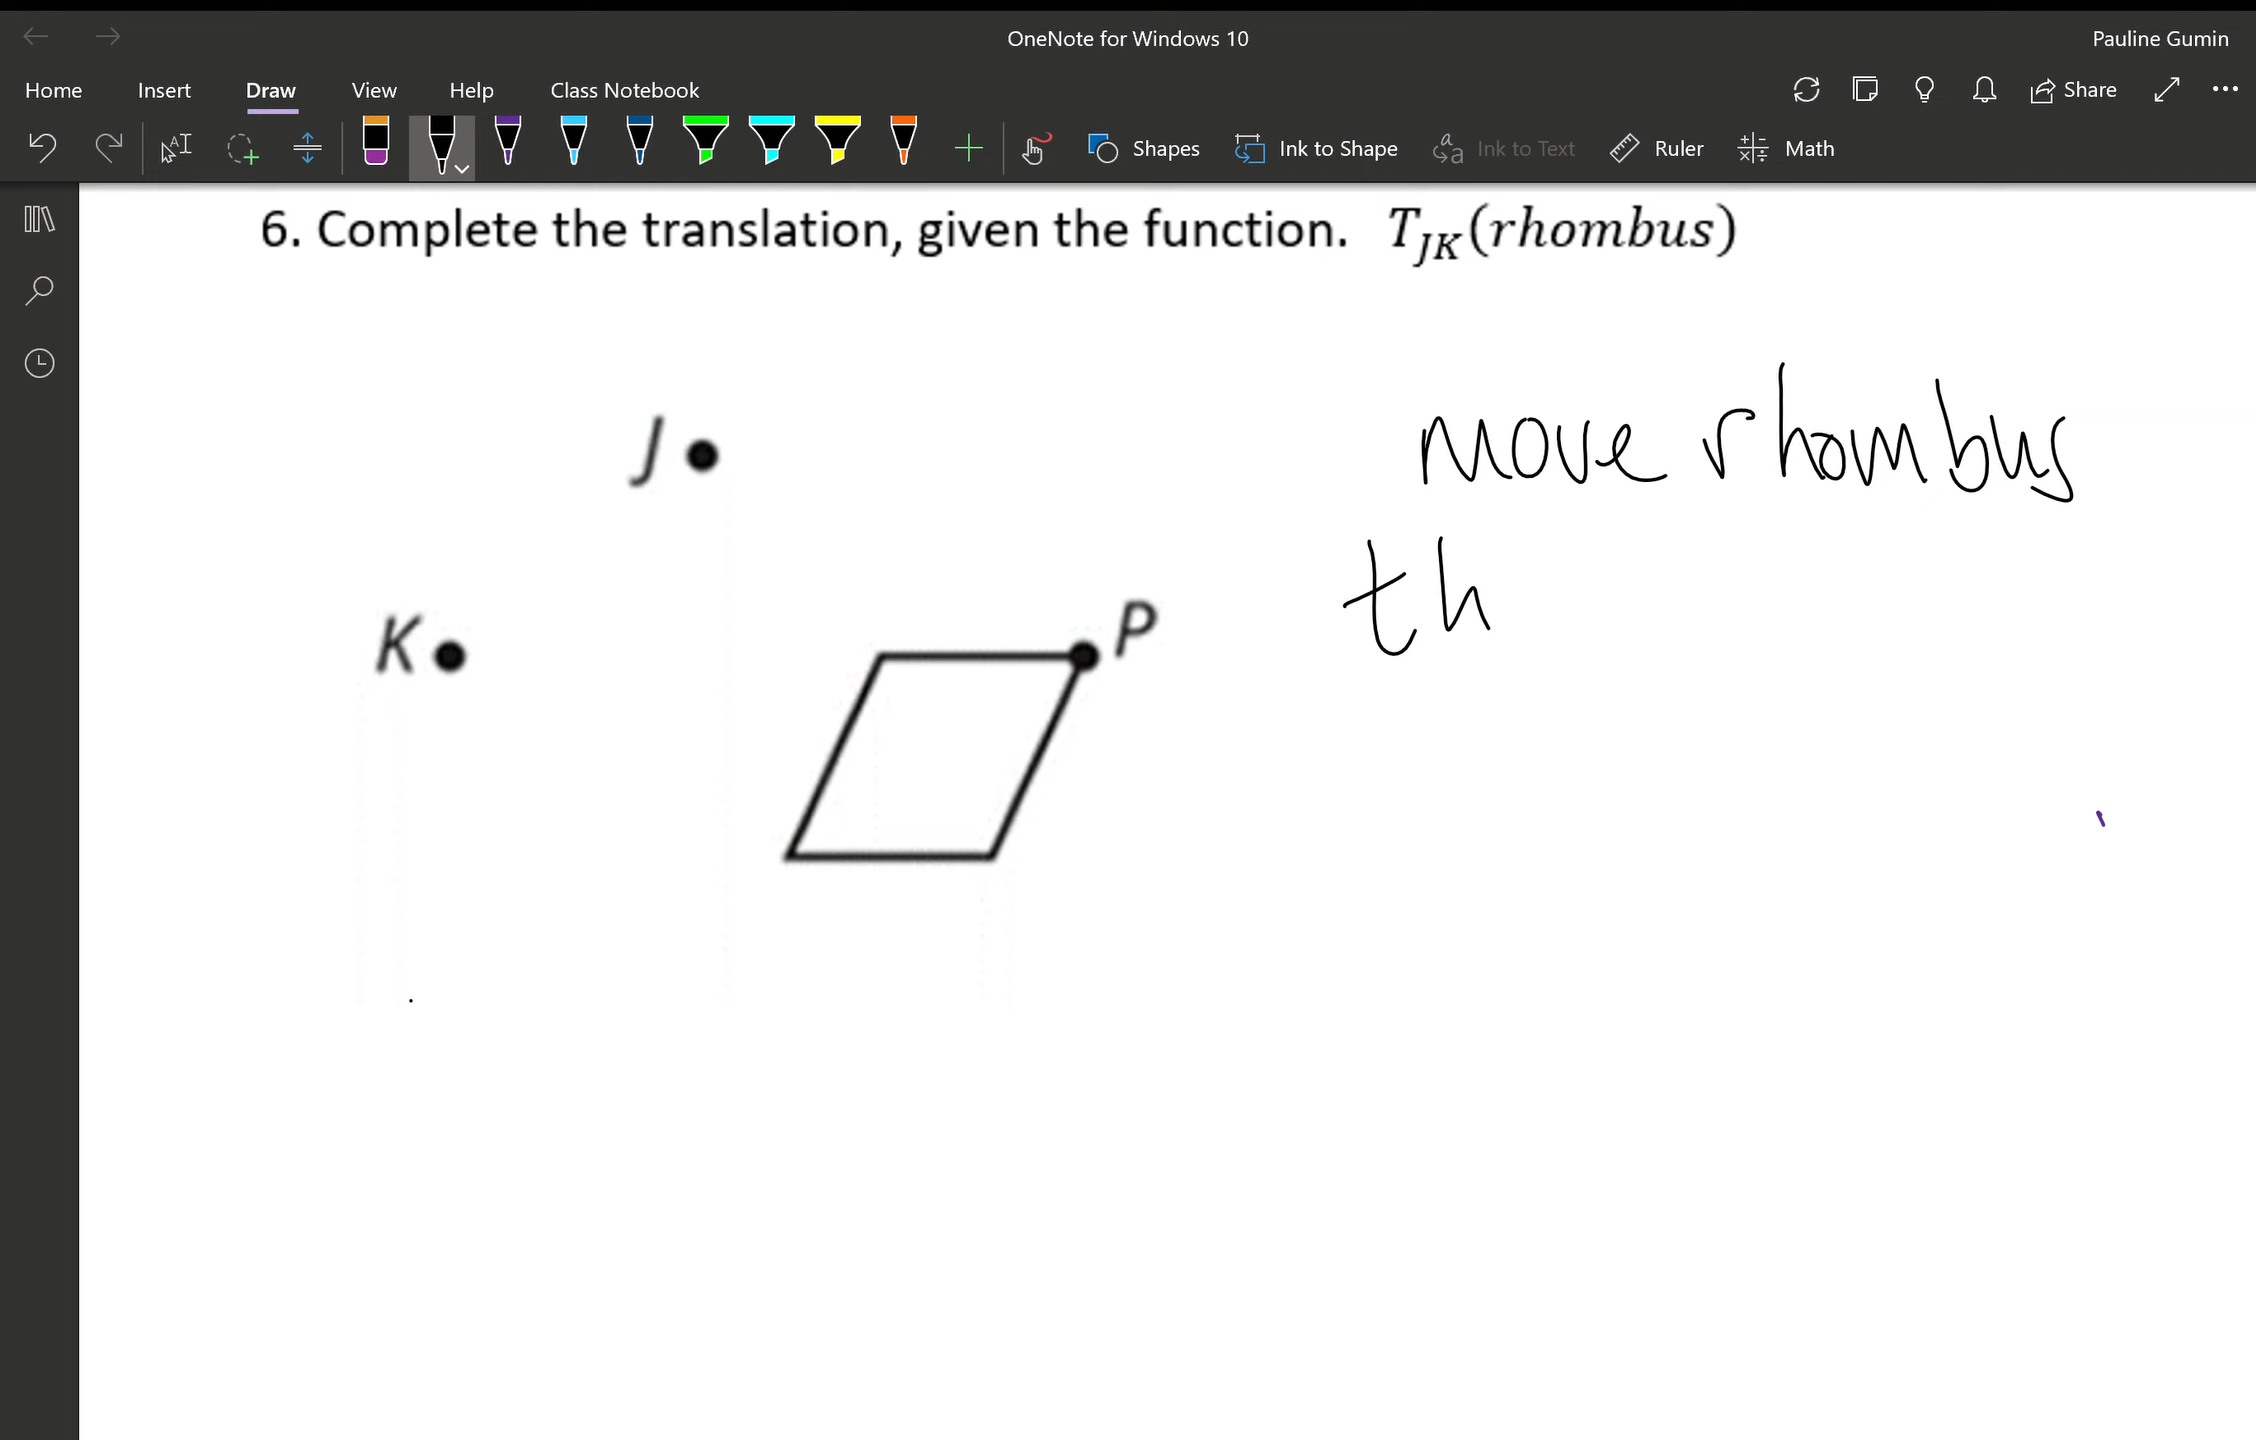 OneNote for Windows 10
Pauline Gumin
Home Insert Draw View Help Class Notebook
Share
Shapes Ink to Shape Ink to Text Ruler Math
6. Complete the translation, given the function. T_JK(rhombus)
J
move rhombus
th
K
P